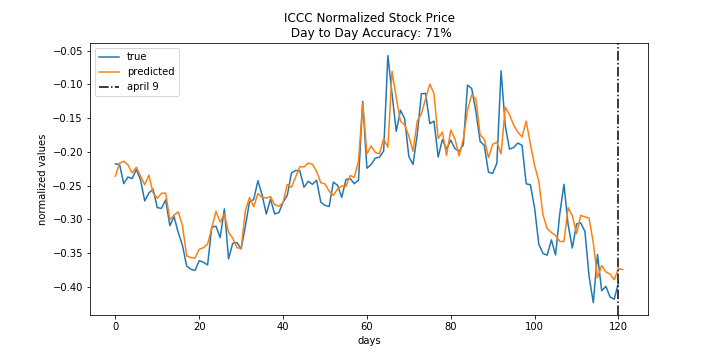 ICCC Normalized Stock Price
Day to Day Accuracy: 71%
true
predicted
april 9
normalized values
−0.05
−0.10
−0.15
−0.20
−0.25
−0.30
−0.35
−0.40
0
20
40
60
80
100
120
days